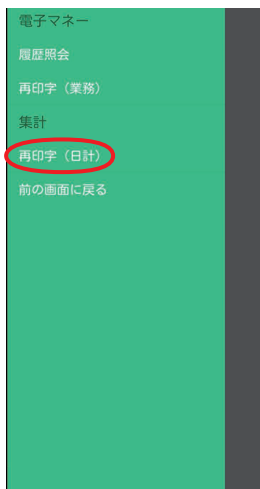 電子マネー
履歴照会
再印字（業務）
集計
再印字（日計）
前の画面に戻る